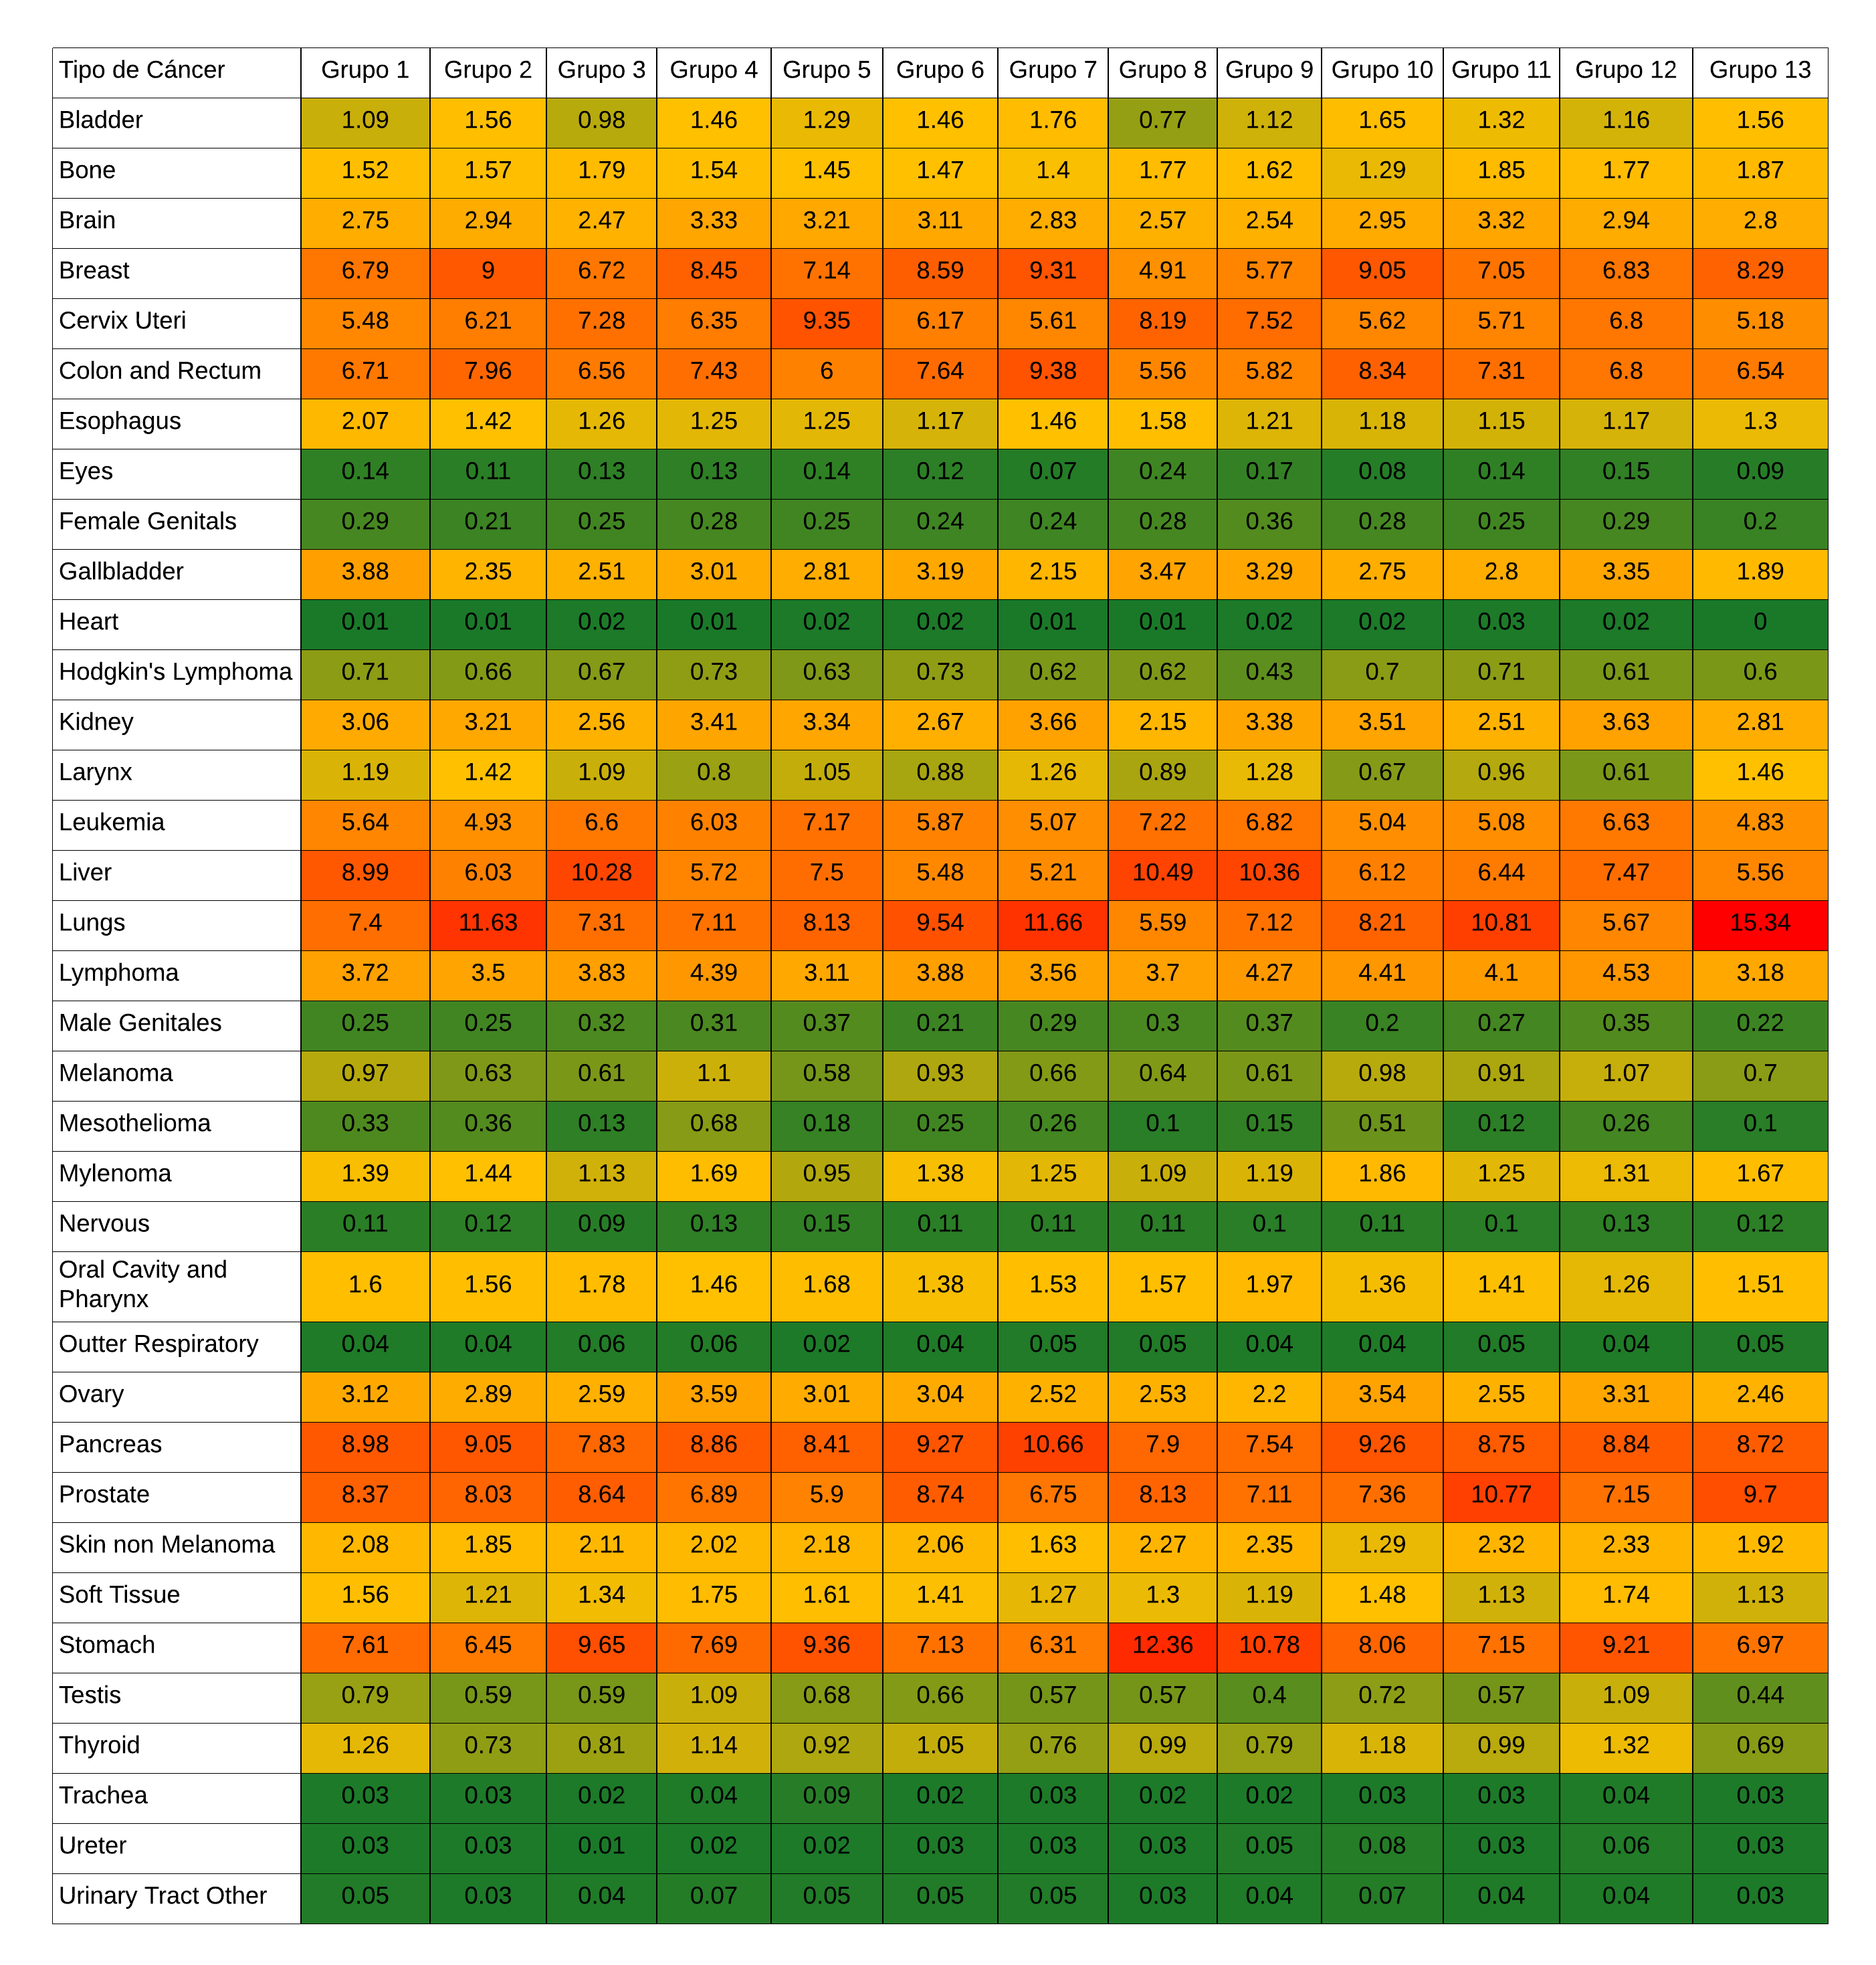 Tipo de Cáncer Grupo 1 Grupo 2 Grupo 3 Grupo 4 Grupo 5 Grupo 6 Grupo 7 Grupo 8 Grupo 9 Grupo 10 Grupo 11 Grupo 12 Grupo 13
Bladder 1.09 1.56 0.98 1.46 1.29 1.46 1.76 0.77 1.12 1.65 1.32 1.16 1.56
Bone 1.52 1.57 1.79 1.54 1.45 1.47 1.4 1.77 1.62 1.29 1.85 1.77 1.87
Brain 2.75 2.94 2.47 3.33 3.21 3.11 2.83 2.57 2.54 2.95 3.32 2.94 2.8
Breast 6.79 9 6.72 8.45 7.14 8.59 9.31 4.91 5.77 9.05 7.05 6.83 8.29
Cervix Uteri 5.48 6.21 7.28 6.35 9.35 6.17 5.61 8.19 7.52 5.62 5.71 6.8 5.18
Colon and Rectum 6.71 7.96 6.56 7.43 6 7.64 9.38 5.56 5.82 8.34 7.31 6.8 6.54
Esophagus 2.07 1.42 1.26 1.25 1.25 1.17 1.46 1.58 1.21 1.18 1.15 1.17 1.3
Eyes 0.14 0.11 0.13 0.13 0.14 0.12 0.07 0.24 0.17 0.08 0.14 0.15 0.09
Female Genitals 0.29 0.21 0.25 0.28 0.25 0.24 0.24 0.28 0.36 0.28 0.25 0.29 0.2
Gallbladder 3.88 2.35 2.51 3.01 2.81 3.19 2.15 3.47 3.29 2.75 2.8 3.35 1.89
Heart 0.01 0.01 0.02 0.01 0.02 0.02 0.01 0.01 0.02 0.02 0.03 0.02 0
Hodgkin's Lymphoma 0.71 0.66 0.67 0.73 0.63 0.73 0.62 0.62 0.43 0.7 0.71 0.61 0.6
Kidney 3.06 3.21 2.56 3.41 3.34 2.67 3.66 2.15 3.38 3.51 2.51 3.63 2.81
Larynx 1.19 1.42 1.09 0.8 1.05 0.88 1.26 0.89 1.28 0.67 0.96 0.61 1.46
Leukemia 5.64 4.93 6.6 6.03 7.17 5.87 5.07 7.22 6.82 5.04 5.08 6.63 4.83
Liver 8.99 6.03 10.28 5.72 7.5 5.48 5.21 10.49 10.36 6.12 6.44 7.47 5.56
Lungs 7.4 11.63 7.31 7.11 8.13 9.54 11.66 5.59 7.12 8.21 10.81 5.67 15.34
Lymphoma 3.72 3.5 3.83 4.39 3.11 3.88 3.56 3.7 4.27 4.41 4.1 4.53 3.18
Male Genitales 0.25 0.25 0.32 0.31 0.37 0.21 0.29 0.3 0.37 0.2 0.27 0.35 0.22
Melanoma 0.97 0.63 0.61 1.1 0.58 0.93 0.66 0.64 0.61 0.98 0.91 1.07 0.7
Mesothelioma 0.33 0.36 0.13 0.68 0.18 0.25 0.26 0.1 0.15 0.51 0.12 0.26 0.1
Mylenoma 1.39 1.44 1.13 1.69 0.95 1.38 1.25 1.09 1.19 1.86 1.25 1.31 1.67
Nervous 0.11 0.12 0.09 0.13 0.15 0.11 0.11 0.11 0.1 0.11 0.1 0.13 0.12
Oral Cavity and
Pharynx 1.6 1.56 1.78 1.46 1.68 1.38 1.53 1.57 1.97 1.36 1.41 1.26 1.51
Outter Respiratory 0.04 0.04 0.06 0.06 0.02 0.04 0.05 0.05 0.04 0.04 0.05 0.04 0.05
Ovary 3.12 2.89 2.59 3.59 3.01 3.04 2.52 2.53 2.2 3.54 2.55 3.31 2.46
Pancreas 8.98 9.05 7.83 8.86 8.41 9.27 10.66 7.9 7.54 9.26 8.75 8.84 8.72
Prostate 8.37 8.03 8.64 6.89 5.9 8.74 6.75 8.13 7.11 7.36 10.77 7.15 9.7
Skin non Melanoma 2.08 1.85 2.11 2.02 2.18 2.06 1.63 2.27 2.35 1.29 2.32 2.33 1.92
Soft Tissue 1.56 1.21 1.34 1.75 1.61 1.41 1.27 1.3 1.19 1.48 1.13 1.74 1.13
Stomach 7.61 6.45 9.65 7.69 9.36 7.13 6.31 12.36 10.78 8.06 7.15 9.21 6.97
Testis 0.79 0.59 0.59 1.09 0.68 0.66 0.57 0.57 0.4 0.72 0.57 1.09 0.44
Thyroid 1.26 0.73 0.81 1.14 0.92 1.05 0.76 0.99 0.79 1.18 0.99 1.32 0.69
Trachea 0.03 0.03 0.02 0.04 0.09 0.02 0.03 0.02 0.02 0.03 0.03 0.04 0.03
Ureter 0.03 0.03 0.01 0.02 0.02 0.03 0.03 0.03 0.05 0.08 0.03 0.06 0.03
Urinary Tract Other 0.05 0.03 0.04 0.07 0.05 0.05 0.05 0.03 0.04 0.07 0.04 0.04 0.03